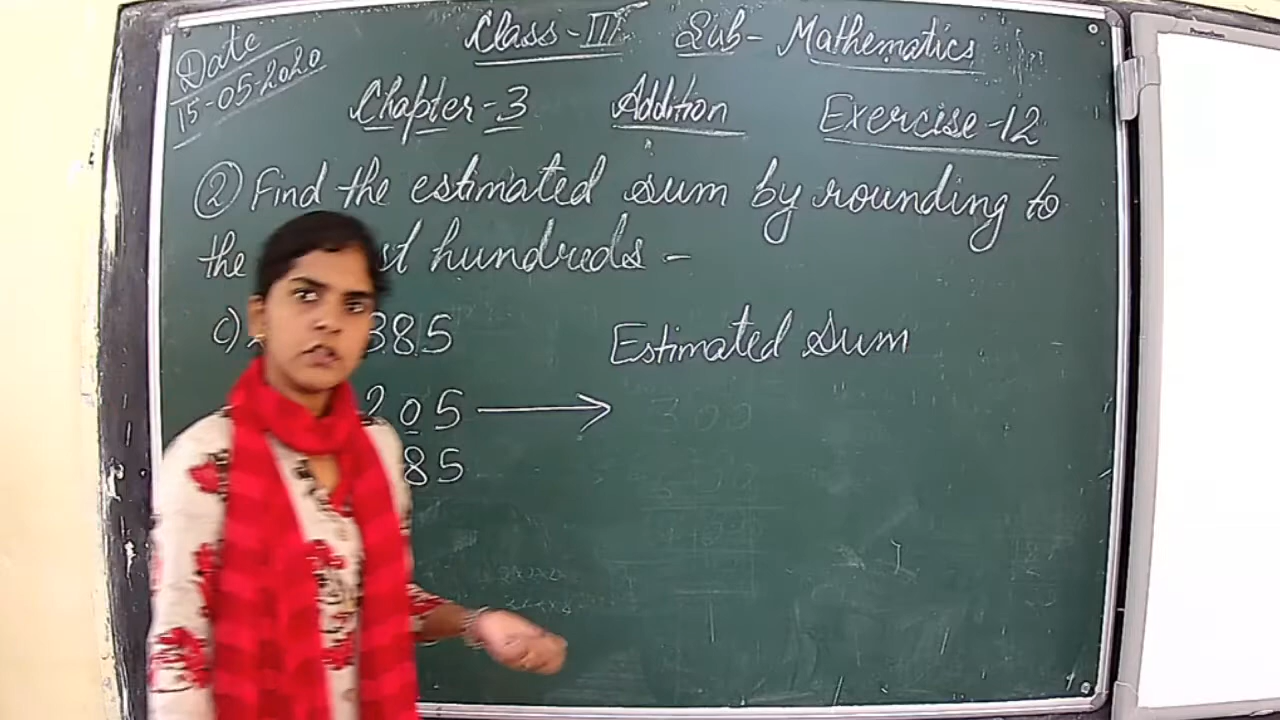 Date
15-05-2020
Class-III Sub- Mathematics
Chapter-3 Addition Exercise-12
② Find the estimated sum by rounding to
the hundreds -
c) 385 Estimated Sum
205 →
85